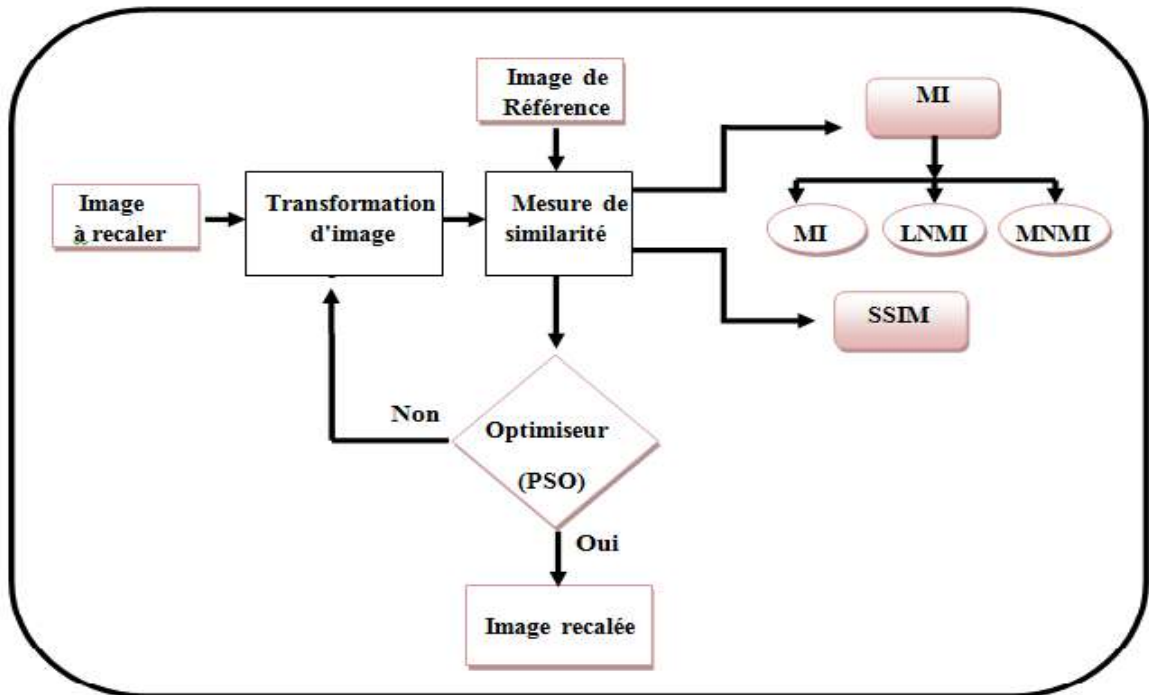 Image de
Référence
MI
Image
à recaler
Transformation
d'image
Mesure de
similarité
MI
LNMI
MNMI
SSIM
Non
Optimiseur
(PSO)
Oui
Image recalée